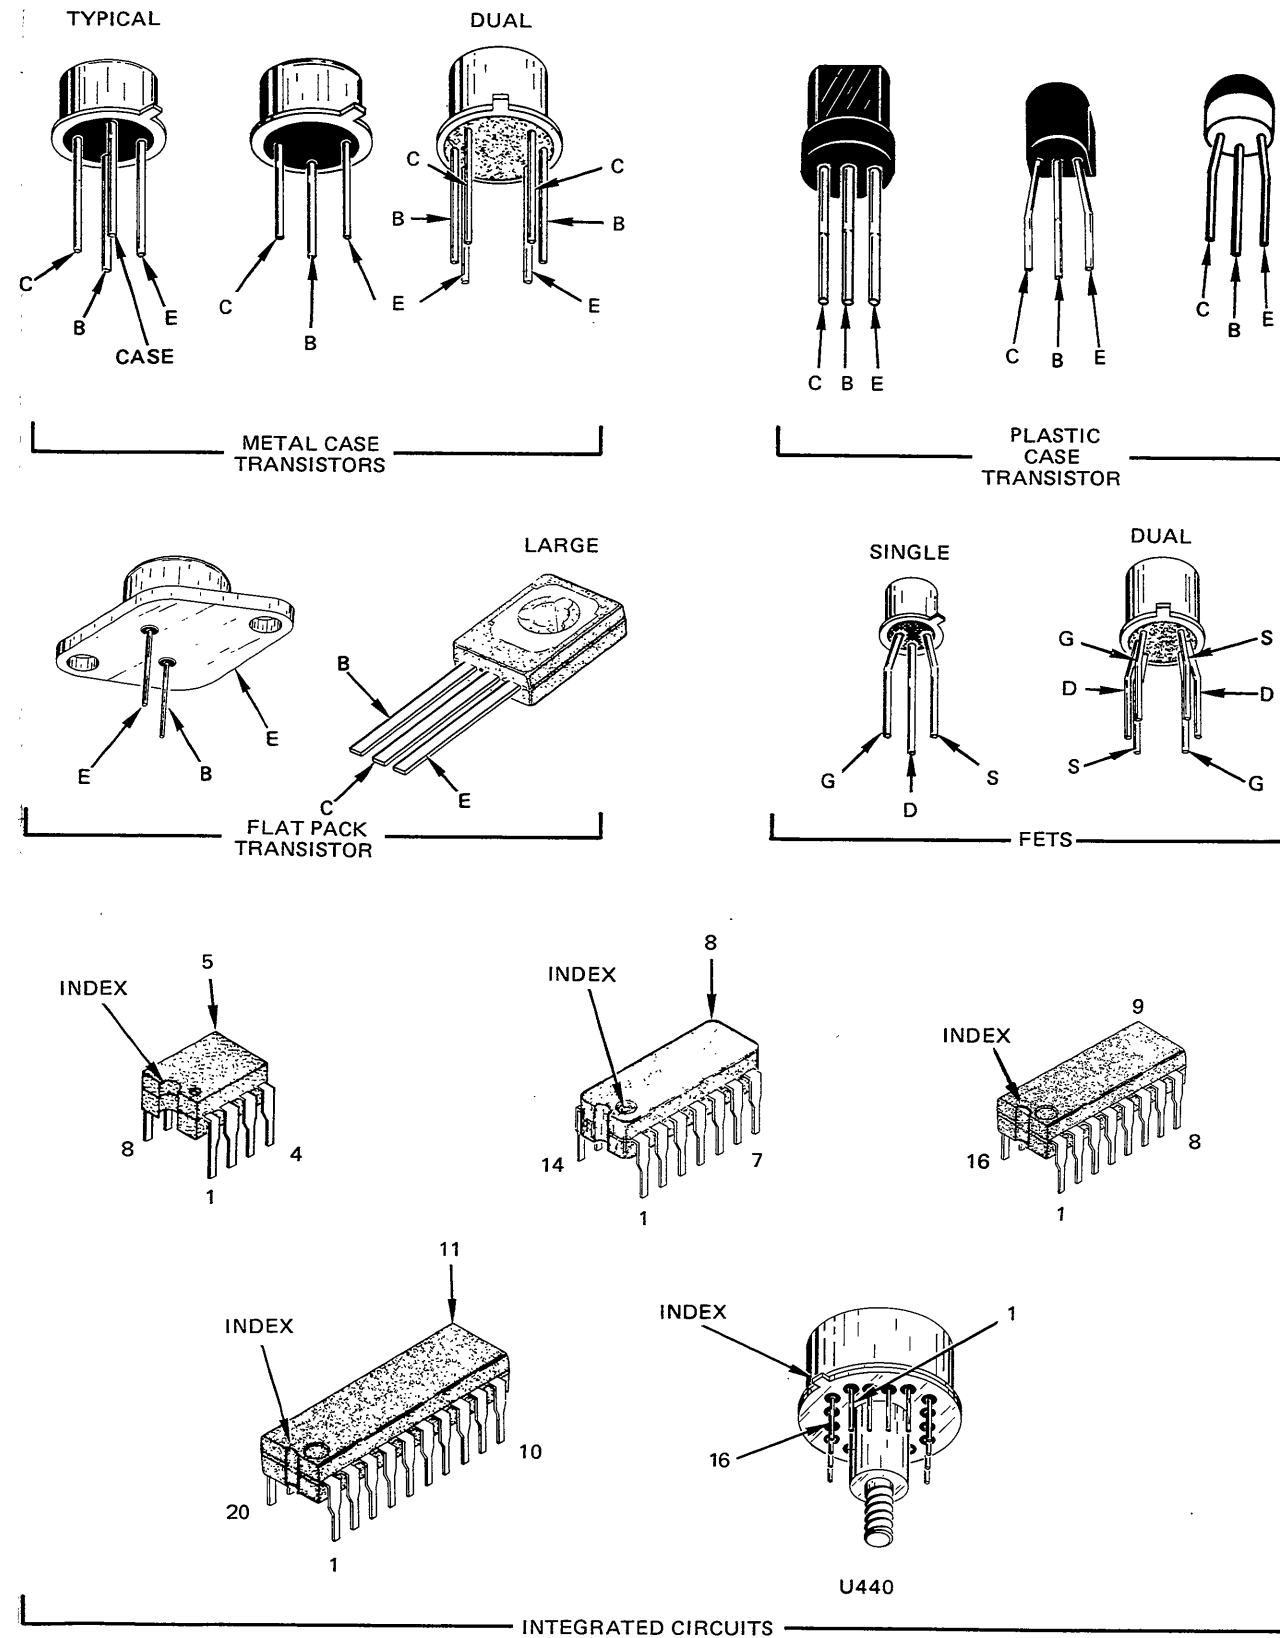 TYPICAL
DUAL
C
B
CASE
E
C
B
E
C
C
B
B
E
E
C B E
C
B
E
C
B
E
METAL CASE
TRANSISTORS
PLASTIC
CASE
TRANSISTOR
LARGE
SINGLE
DUAL
E
B
E
B
C
E
G
D
S
G
S
D
D
S
G
FLAT PACK
TRANSISTOR
FETS
INDEX
5
8
4
1
INDEX
8
14
7
1
INDEX
9
16
8
1
INDEX
11
20
10
1
INDEX
1
16
U440
INTEGRATED CIRCUITS